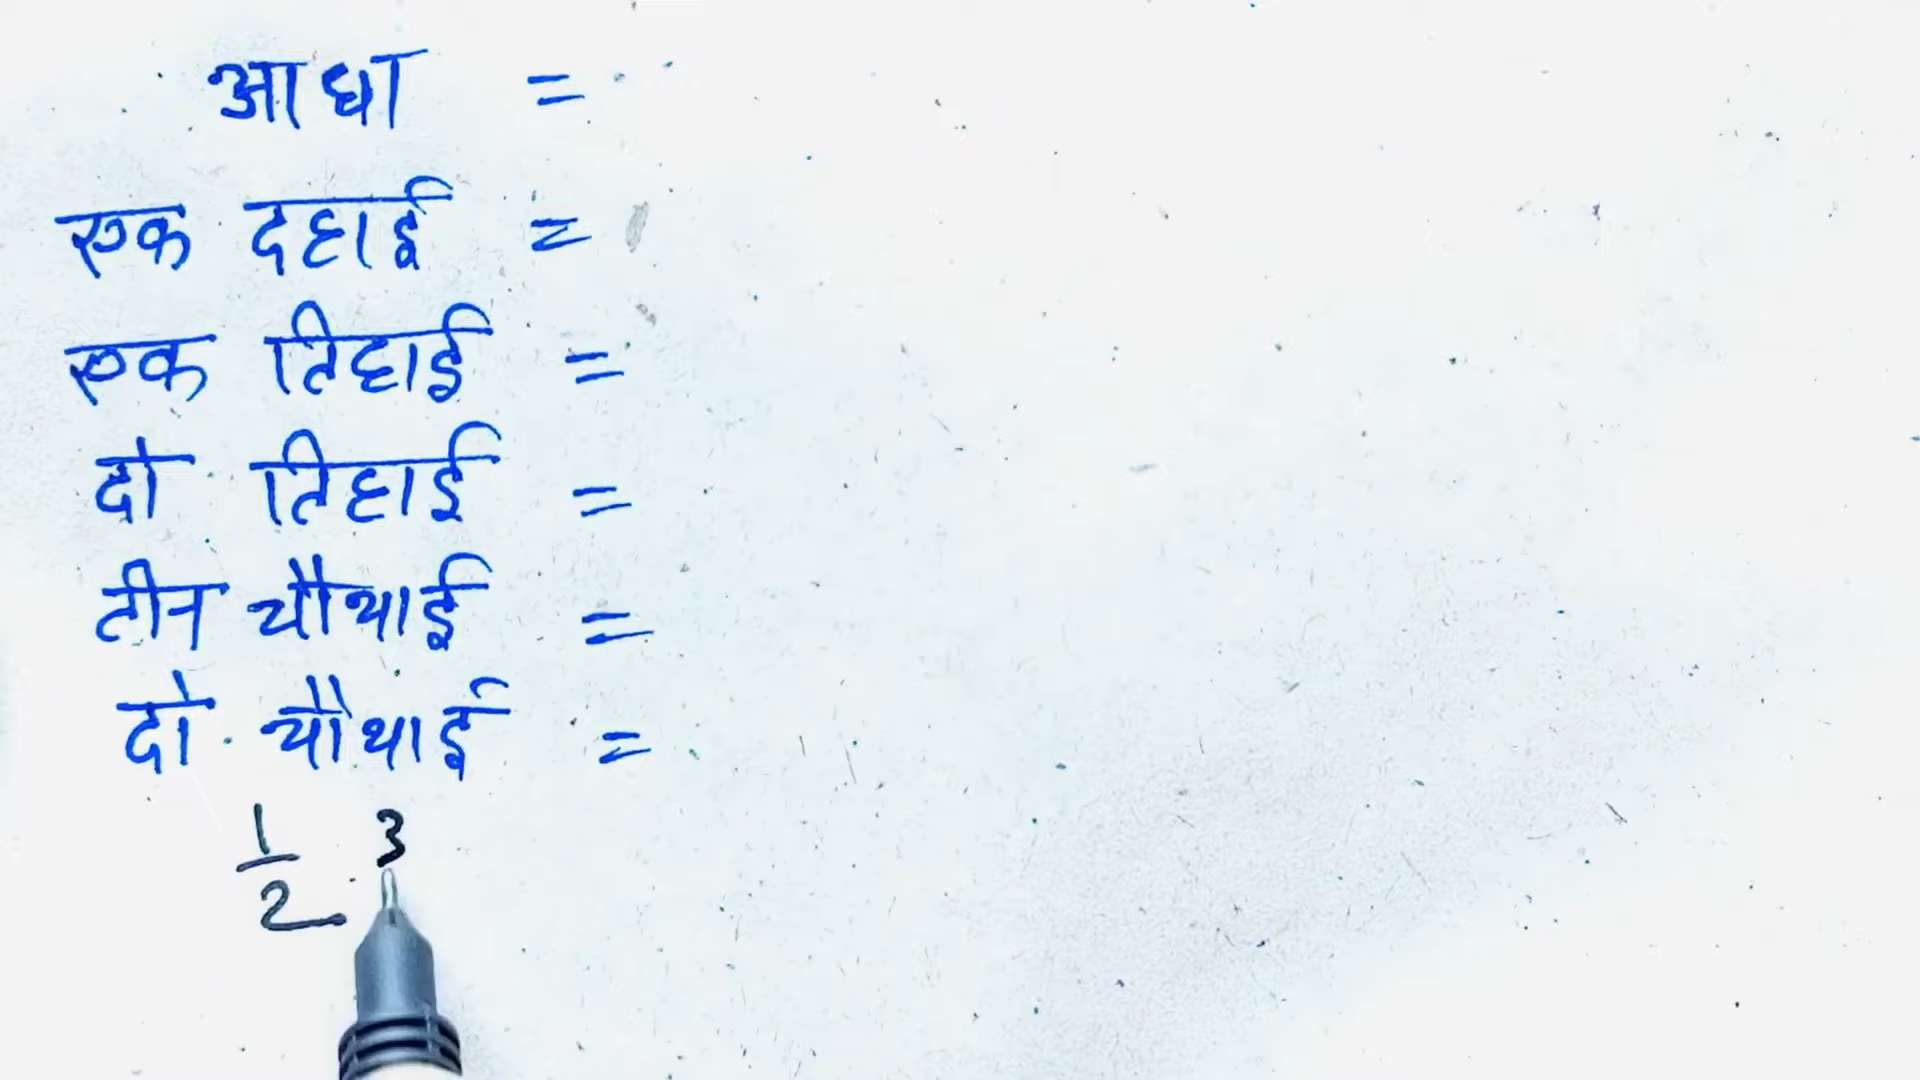 आधा =
एक दहाई =
एक तिहाई =
दो तिहाई =
तीन चौथाई =
दो चौथाई =
1 3
2